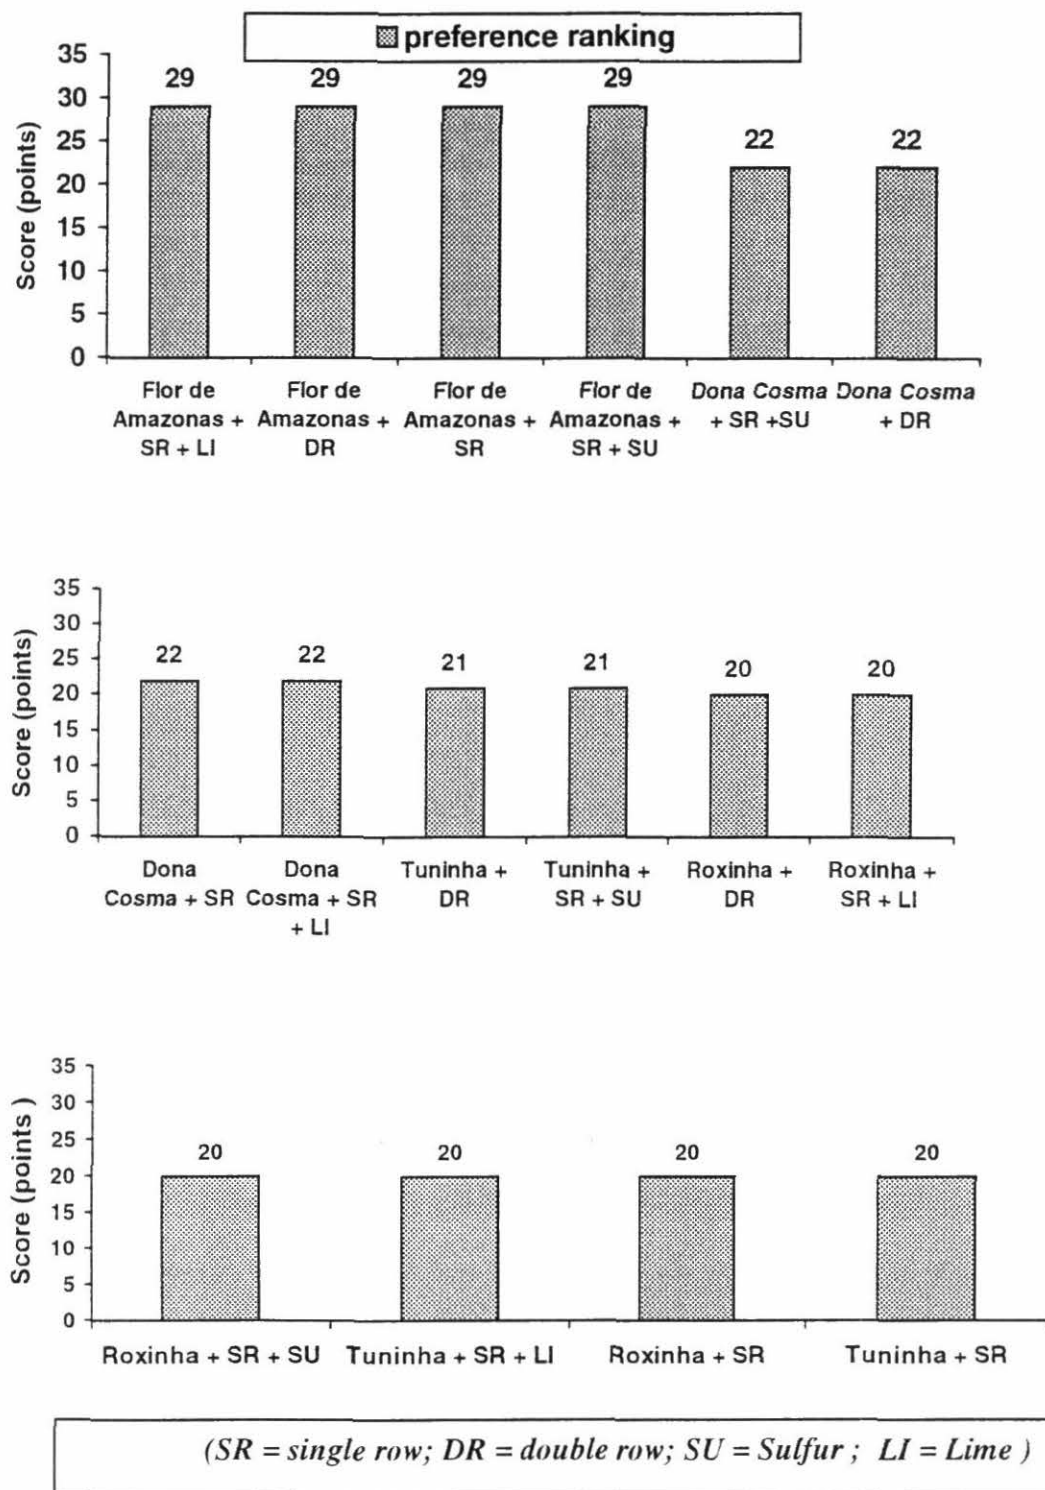 preference ranking
Score (points)
35
30
25
20
15
10
5
0
29
29
29
29
22
22
Flor de
Amazonas +
SR + LI
Flor de
Amazonas +
DR
Flor de
Amazonas +
SR
Flor de
Amazonas +
SR + SU
Dona Cosma
+ SR +SU
Dona Cosma
+ DR
Score (points)
35
30
25
20
15
10
5
0
22
22
21
21
20
20
Dona
Cosma + SR
Dona
Cosma + SR
+ LI
Tuninha +
DR
Tuninha +
SR + SU
Roxinha +
DR
Roxinha +
SR + LI
Score (points )
35
30
25
20
15
10
5
0
20
20
20
20
Roxinha + SR + SU
Tuninha + SR + LI
Roxinha + SR
Tuninha + SR
(SR = single row; DR = double row; SU = Sulfur ; LI = Lime )